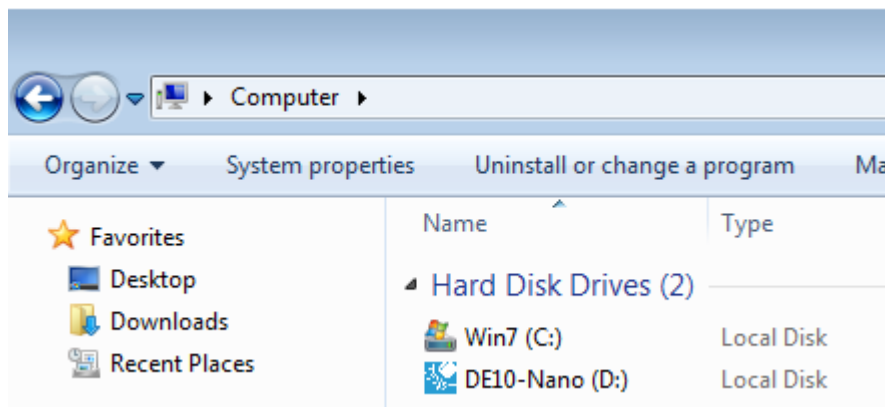 Computer
Organize System properties Uninstall or change a program
Favorites
Desktop
Downloads
Recent Places
Name Type
Hard Disk Drives (2)
Win7 (C:) Local Disk
DE10-Nano (D:) Local Disk